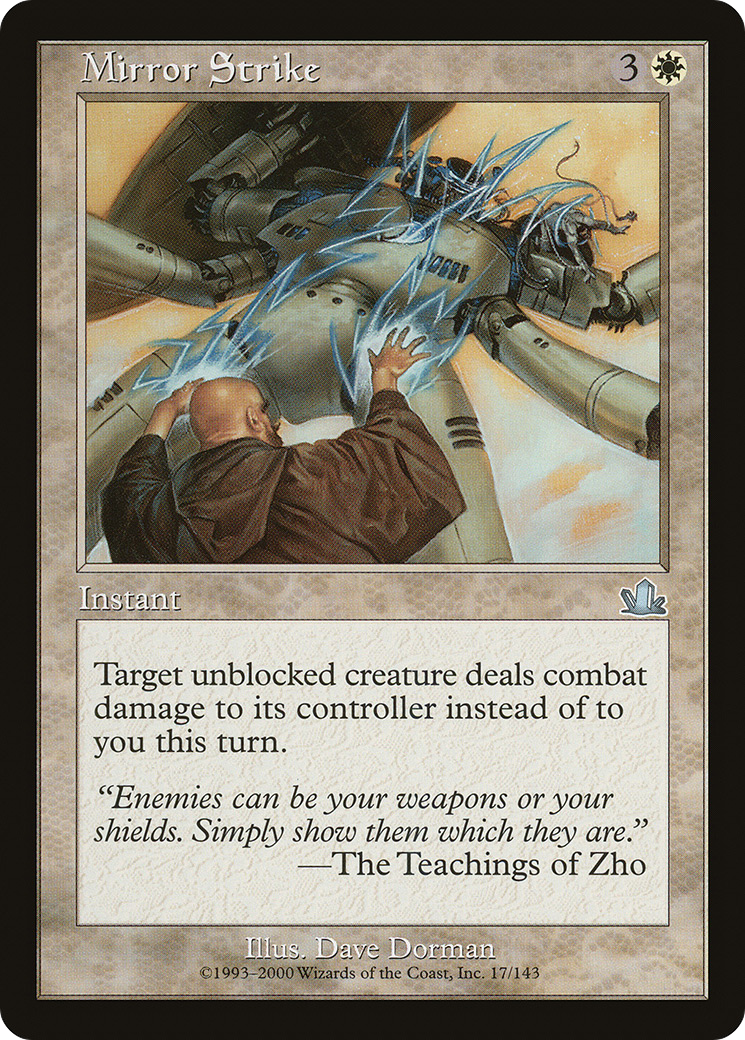 Mirror Strike 3
Instant
Target unblocked creature deals combat
damage to its controller instead of to
you this turn.
“Enemies can be your weapons or your
shields. Simply show them which they are.”
—The Teachings of Zho
Illus. Dave Dorman
©1993–2000 Wizards of the Coast, Inc. 17/143